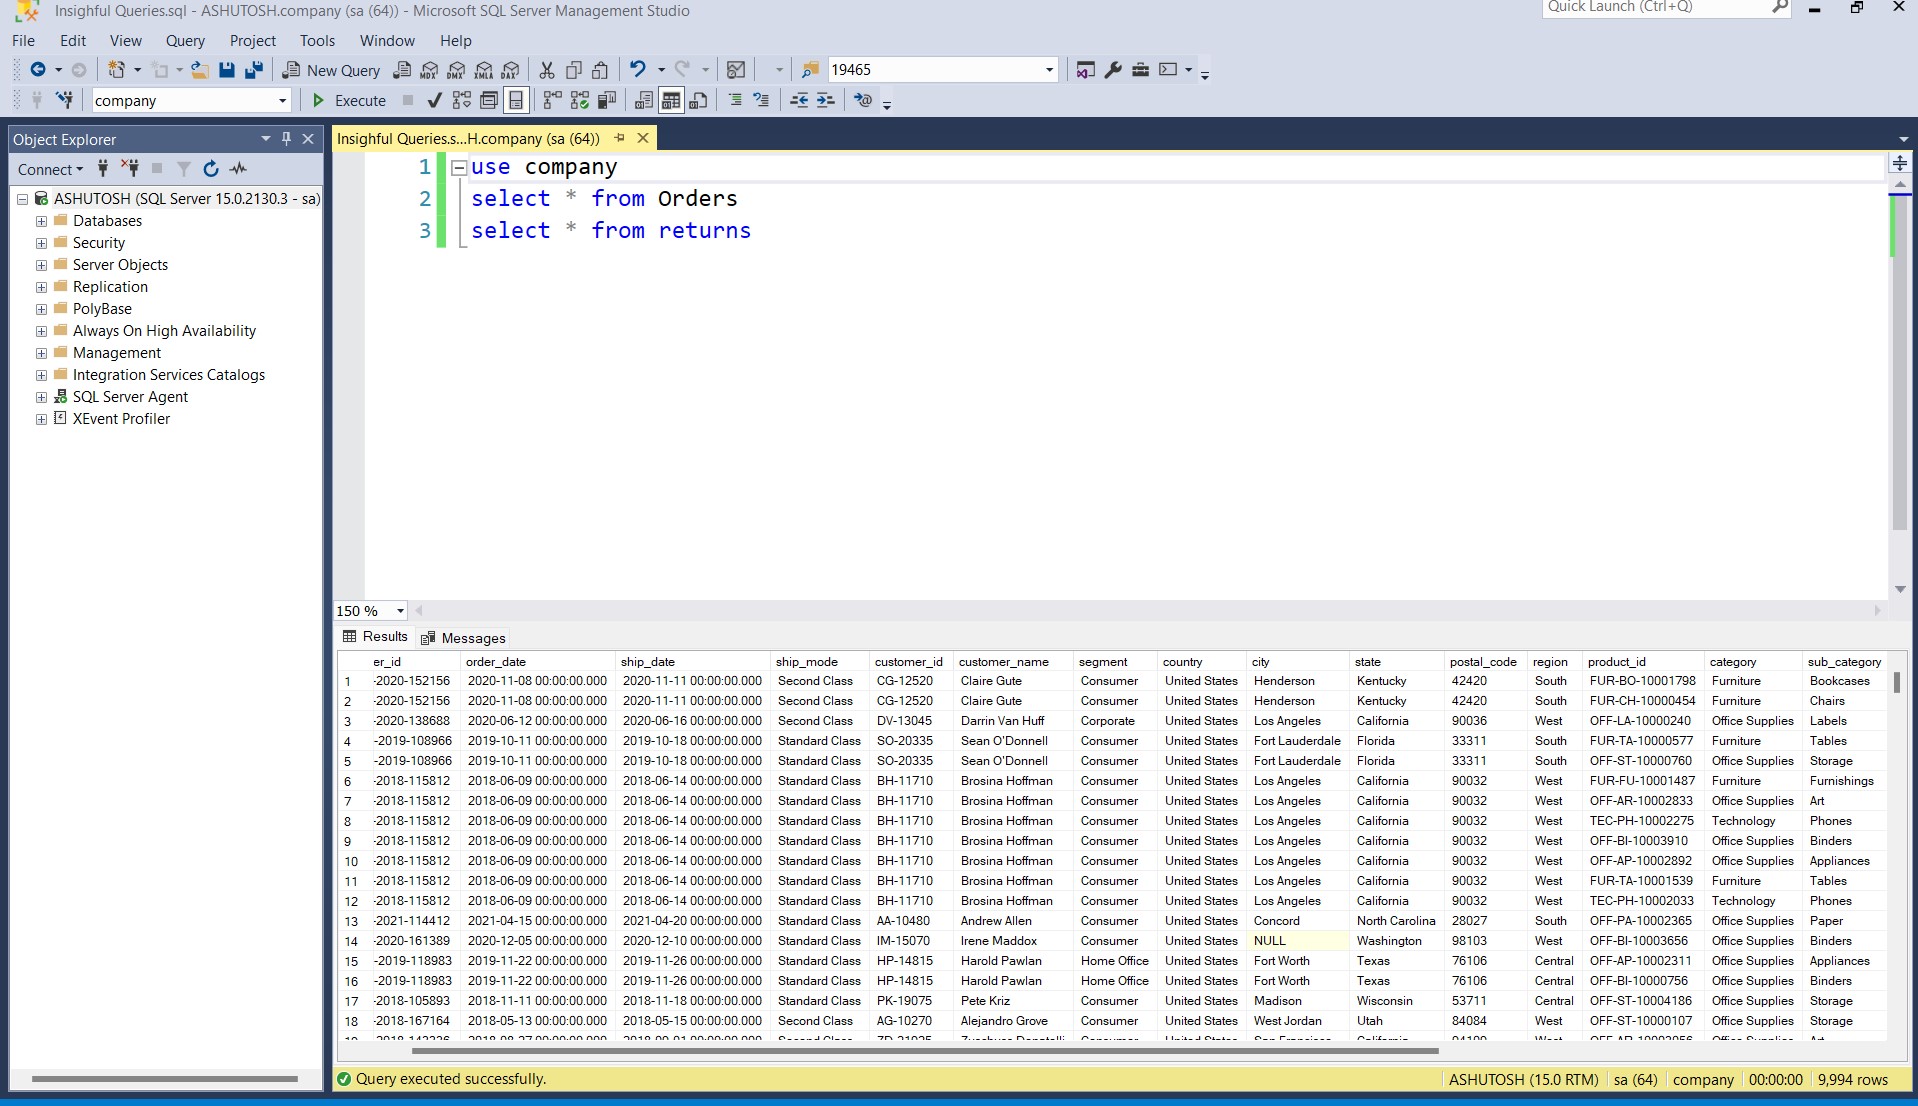 Insighful Queries.sql - ASHUTOSH.company (sa (64)) - Microsoft SQL Server Management Studio
Quick Launch (Ctrl+Q)
File Edit View Query Project Tools Window Help
New Query MDX DMX XMLA DAX 19465
company Execute
Object Explorer
Connect
ASHUTOSH (SQL Server 15.0.2130.3 - sa)
Databases
Security
Server Objects
Replication
PolyBase
Always On High Availability
Management
Integration Services Catalogs
SQL Server Agent
XEvent Profiler
Insighful Queries.s...H.company (sa (64))
1 use company
2 select * from Orders
3 select * from returns
150 %
Results Messages
er_id order_date ship_date ship_mode customer_id customer_name segment country city state postal_code region product_id category sub_category
1 -2020-152156 2020-11-08 00:00:00.000 2020-11-11 00:00:00.000 Second Class CG-12520 Claire Gute Consumer United States Henderson Kentucky 42420 South FUR-BO-10001798 Furniture Bookcases
2 -2020-152156 2020-11-08 00:00:00.000 2020-11-11 00:00:00.000 Second Class CG-12520 Claire Gute Consumer United States Henderson Kentucky 42420 South FUR-CH-10000454 Furniture Chairs
3 -2020-138688 2020-06-12 00:00:00.000 2020-06-16 00:00:00.000 Second Class DV-13045 Darrin Van Huff Corporate United States Los Angeles California 90036 West OFF-LA-10000240 Office Supplies Labels
4 -2019-108966 2019-10-11 00:00:00.000 2019-10-18 00:00:00.000 Standard Class SO-20335 Sean O'Donnell Consumer United States Fort Lauderdale Florida 33311 South FUR-TA-10000577 Furniture Tables
5 -2019-108966 2019-10-11 00:00:00.000 2019-10-18 00:00:00.000 Standard Class SO-20335 Sean O'Donnell Consumer United States Fort Lauderdale Florida 33311 South OFF-ST-10000760 Office Supplies Storage
6 -2018-115812 2018-06-09 00:00:00.000 2018-06-14 00:00:00.000 Standard Class BH-11710 Brosina Hoffman Consumer United States Los Angeles California 90032 West FUR-FU-10001487 Furniture Furnishings
7 -2018-115812 2018-06-09 00:00:00.000 2018-06-14 00:00:00.000 Standard Class BH-11710 Brosina Hoffman Consumer United States Los Angeles California 90032 West OFF-AR-10002833 Office Supplies Art
8 -2018-115812 2018-06-09 00:00:00.000 2018-06-14 00:00:00.000 Standard Class BH-11710 Brosina Hoffman Consumer United States Los Angeles California 90032 West TEC-PH-10002275 Technology Phones
9 -2018-115812 2018-06-09 00:00:00.000 2018-06-14 00:00:00.000 Standard Class BH-11710 Brosina Hoffman Consumer United States Los Angeles California 90032 West OFF-BI-10003910 Office Supplies Binders
10 -2018-115812 2018-06-09 00:00:00.000 2018-06-14 00:00:00.000 Standard Class BH-11710 Brosina Hoffman Consumer United States Los Angeles California 90032 West OFF-AP-10002892 Office Supplies Appliances
11 -2018-115812 2018-06-09 00:00:00.000 2018-06-14 00:00:00.000 Standard Class BH-11710 Brosina Hoffman Consumer United States Los Angeles California 90032 West FUR-TA-10001539 Furniture Tables
12 -2018-115812 2018-06-09 00:00:00.000 2018-06-14 00:00:00.000 Standard Class BH-11710 Brosina Hoffman Consumer United States Los Angeles California 90032 West TEC-PH-10002033 Technology Phones
13 -2021-114412 2021-04-15 00:00:00.000 2021-04-20 00:00:00.000 Standard Class AA-10480 Andrew Allen Consumer United States Concord North Carolina 28027 South OFF-PA-10002365 Office Supplies Paper
14 -2020-161389 2020-12-05 00:00:00.000 2020-12-10 00:00:00.000 Standard Class IM-15070 Irene Maddox Consumer United States NULL Washington 98103 West OFF-BI-10003656 Office Supplies Binders
15 -2019-118983 2019-11-22 00:00:00.000 2019-11-26 00:00:00.000 Standard Class HP-14815 Harold Pawlan Home Office United States Fort Worth Texas 76106 Central OFF-AP-10002311 Office Supplies Appliances
16 -2019-118983 2019-11-22 00:00:00.000 2019-11-26 00:00:00.000 Standard Class HP-14815 Harold Pawlan Home Office United States Fort Worth Texas 76106 Central OFF-BI-10000756 Office Supplies Binders
17 -2018-105893 2018-11-11 00:00:00.000 2018-11-18 00:00:00.000 Standard Class PK-19075 Pete Kriz Consumer United States Madison Wisconsin 53711 Central OFF-ST-10004186 Office Supplies Storage
18 -2018-167164 2018-05-13 00:00:00.000 2018-05-15 00:00:00.000 Second Class AG-10270 Alejandro Grove Consumer United States West Jordan Utah 84084 West OFF-ST-10000107 Office Supplies Storage
Query executed successfully. ASHUTOSH (15.0 RTM) sa (64) company 00:00:00 9,994 rows